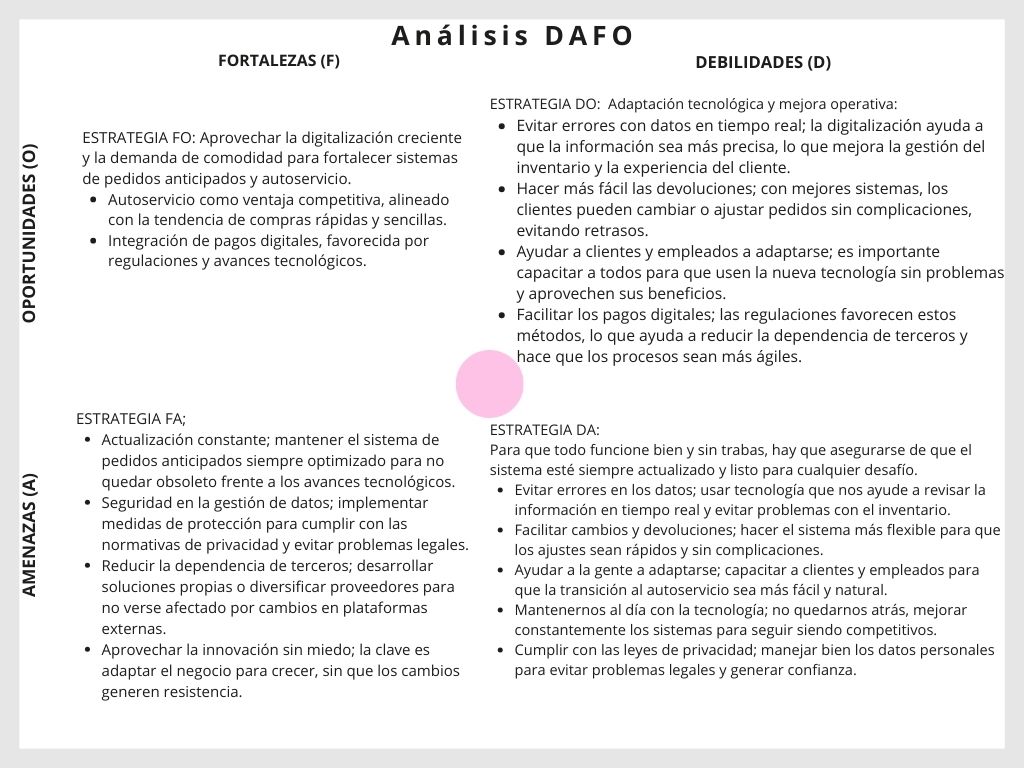 Análisis DAFO
FORTALEZAS (F)
DEBILIDADES (D)
OPORTUNIDADES (O)
ESTRATEGIA FO: Aprovechar la digitalización creciente
y la demanda de comodidad para fortalecer sistemas
de pedidos anticipados y autoservicio.
• Autoservicio como ventaja competitiva, alineado
con la tendencia de compras rápidas y sencillas.
• Integración de pagos digitales, favorecida por
regulaciones y avances tecnológicos.
ESTRATEGIA DO: Adaptación tecnológica y mejora operativa:
• Evitar errores con datos en tiempo real; la digitalización ayuda a
que la información sea más precisa, lo que mejora la gestión del
inventario y la experiencia del cliente.
• Hacer más fácil las devoluciones; con mejores sistemas, los
clientes pueden cambiar o ajustar pedidos sin complicaciones,
evitando retrasos.
• Ayudar a clientes y empleados a adaptarse; es importante
capacitar a todos para que usen la nueva tecnología sin problemas
y aprovechen sus beneficios.
• Facilitar los pagos digitales; las regulaciones favorecen estos
métodos, lo que ayuda a reducir la dependencia de terceros y
hace que los procesos sean más ágiles.
AMENAZAS (A)
ESTRATEGIA FA;
• Actualización constante; mantener el sistema de
pedidos anticipados siempre optimizado para no
quedar obsoleto frente a los avances tecnológicos.
• Seguridad en la gestión de datos; implementar
medidas de protección para cumplir con las
normativas de privacidad y evitar problemas legales.
• Reducir la dependencia de terceros; desarrollar
soluciones propias o diversificar proveedores para
no verse afectado por cambios en plataformas
externas.
• Aprovechar la innovación sin miedo; la clave es
adaptar el negocio para crecer, sin que los cambios
generen resistencia.
ESTRATEGIA DA:
Para que todo funcione bien y sin trabas, hay que asegurarse de que el
sistema esté siempre actualizado y listo para cualquier desafío.
• Evitar errores en los datos; usar tecnología que nos ayude a revisar la
información en tiempo real y evitar problemas con el inventario.
• Facilitar cambios y devoluciones; hacer el sistema más flexible para que
los ajustes sean rápidos y sin complicaciones.
• Ayudar a la gente a adaptarse; capacitar a clientes y empleados para
que la transición al autoservicio sea más fácil y natural.
• Mantenernos al día con la tecnología; no quedarnos atrás, mejorar
constantemente los sistemas para seguir siendo competitivos.
• Cumplir con las leyes de privacidad; manejar bien los datos personales
para evitar problemas legales y generar confianza.